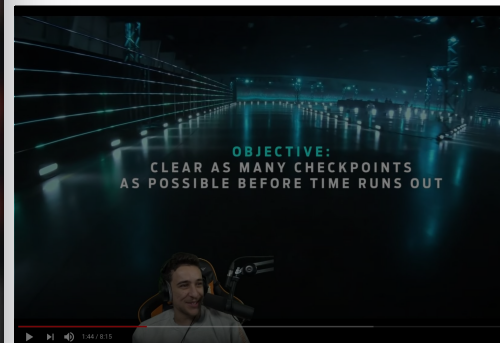 OBJECTIVE:
CLEAR AS MANY CHECKPOINTS
AS POSSIBLE BEFORE TIME RUNS OUT
1:44 / 8:15